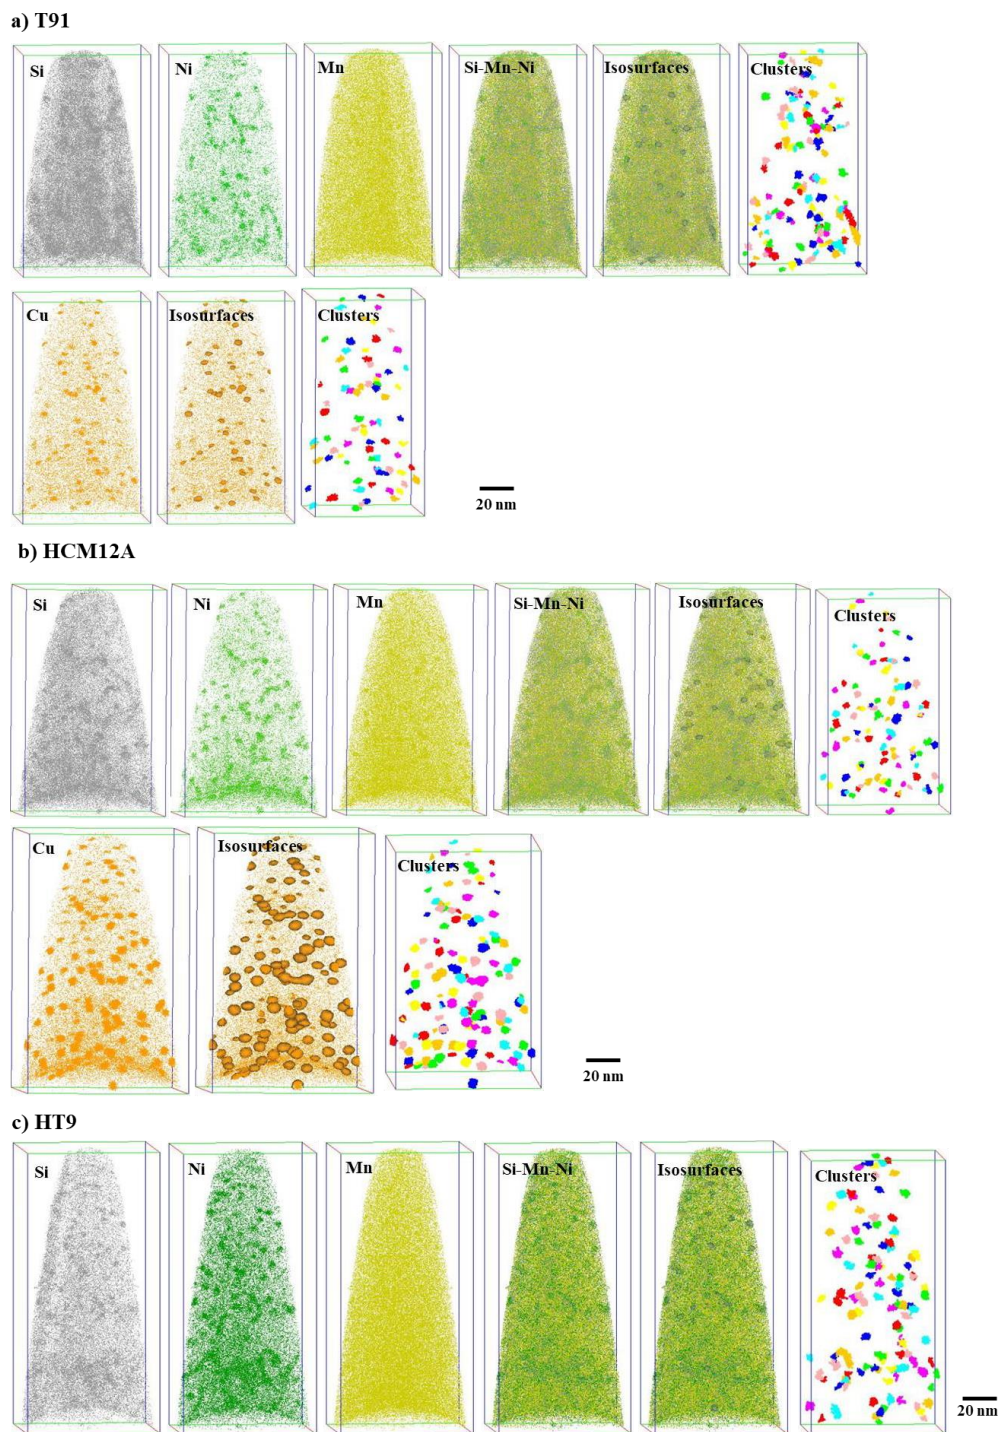 a) T91
Si
Ni
Mn
Si-Mn-Ni
Isosurfaces
Clusters
Cu
Isosurfaces
Clusters
20 nm
b) HCM12A
Si
Ni
Mn
Si-Mn-Ni
Isosurfaces
Clusters
Cu
Isosurfaces
Clusters
20 nm
c) HT9
Si
Ni
Mn
Si-Mn-Ni
Isosurfaces
Clusters
20 nm